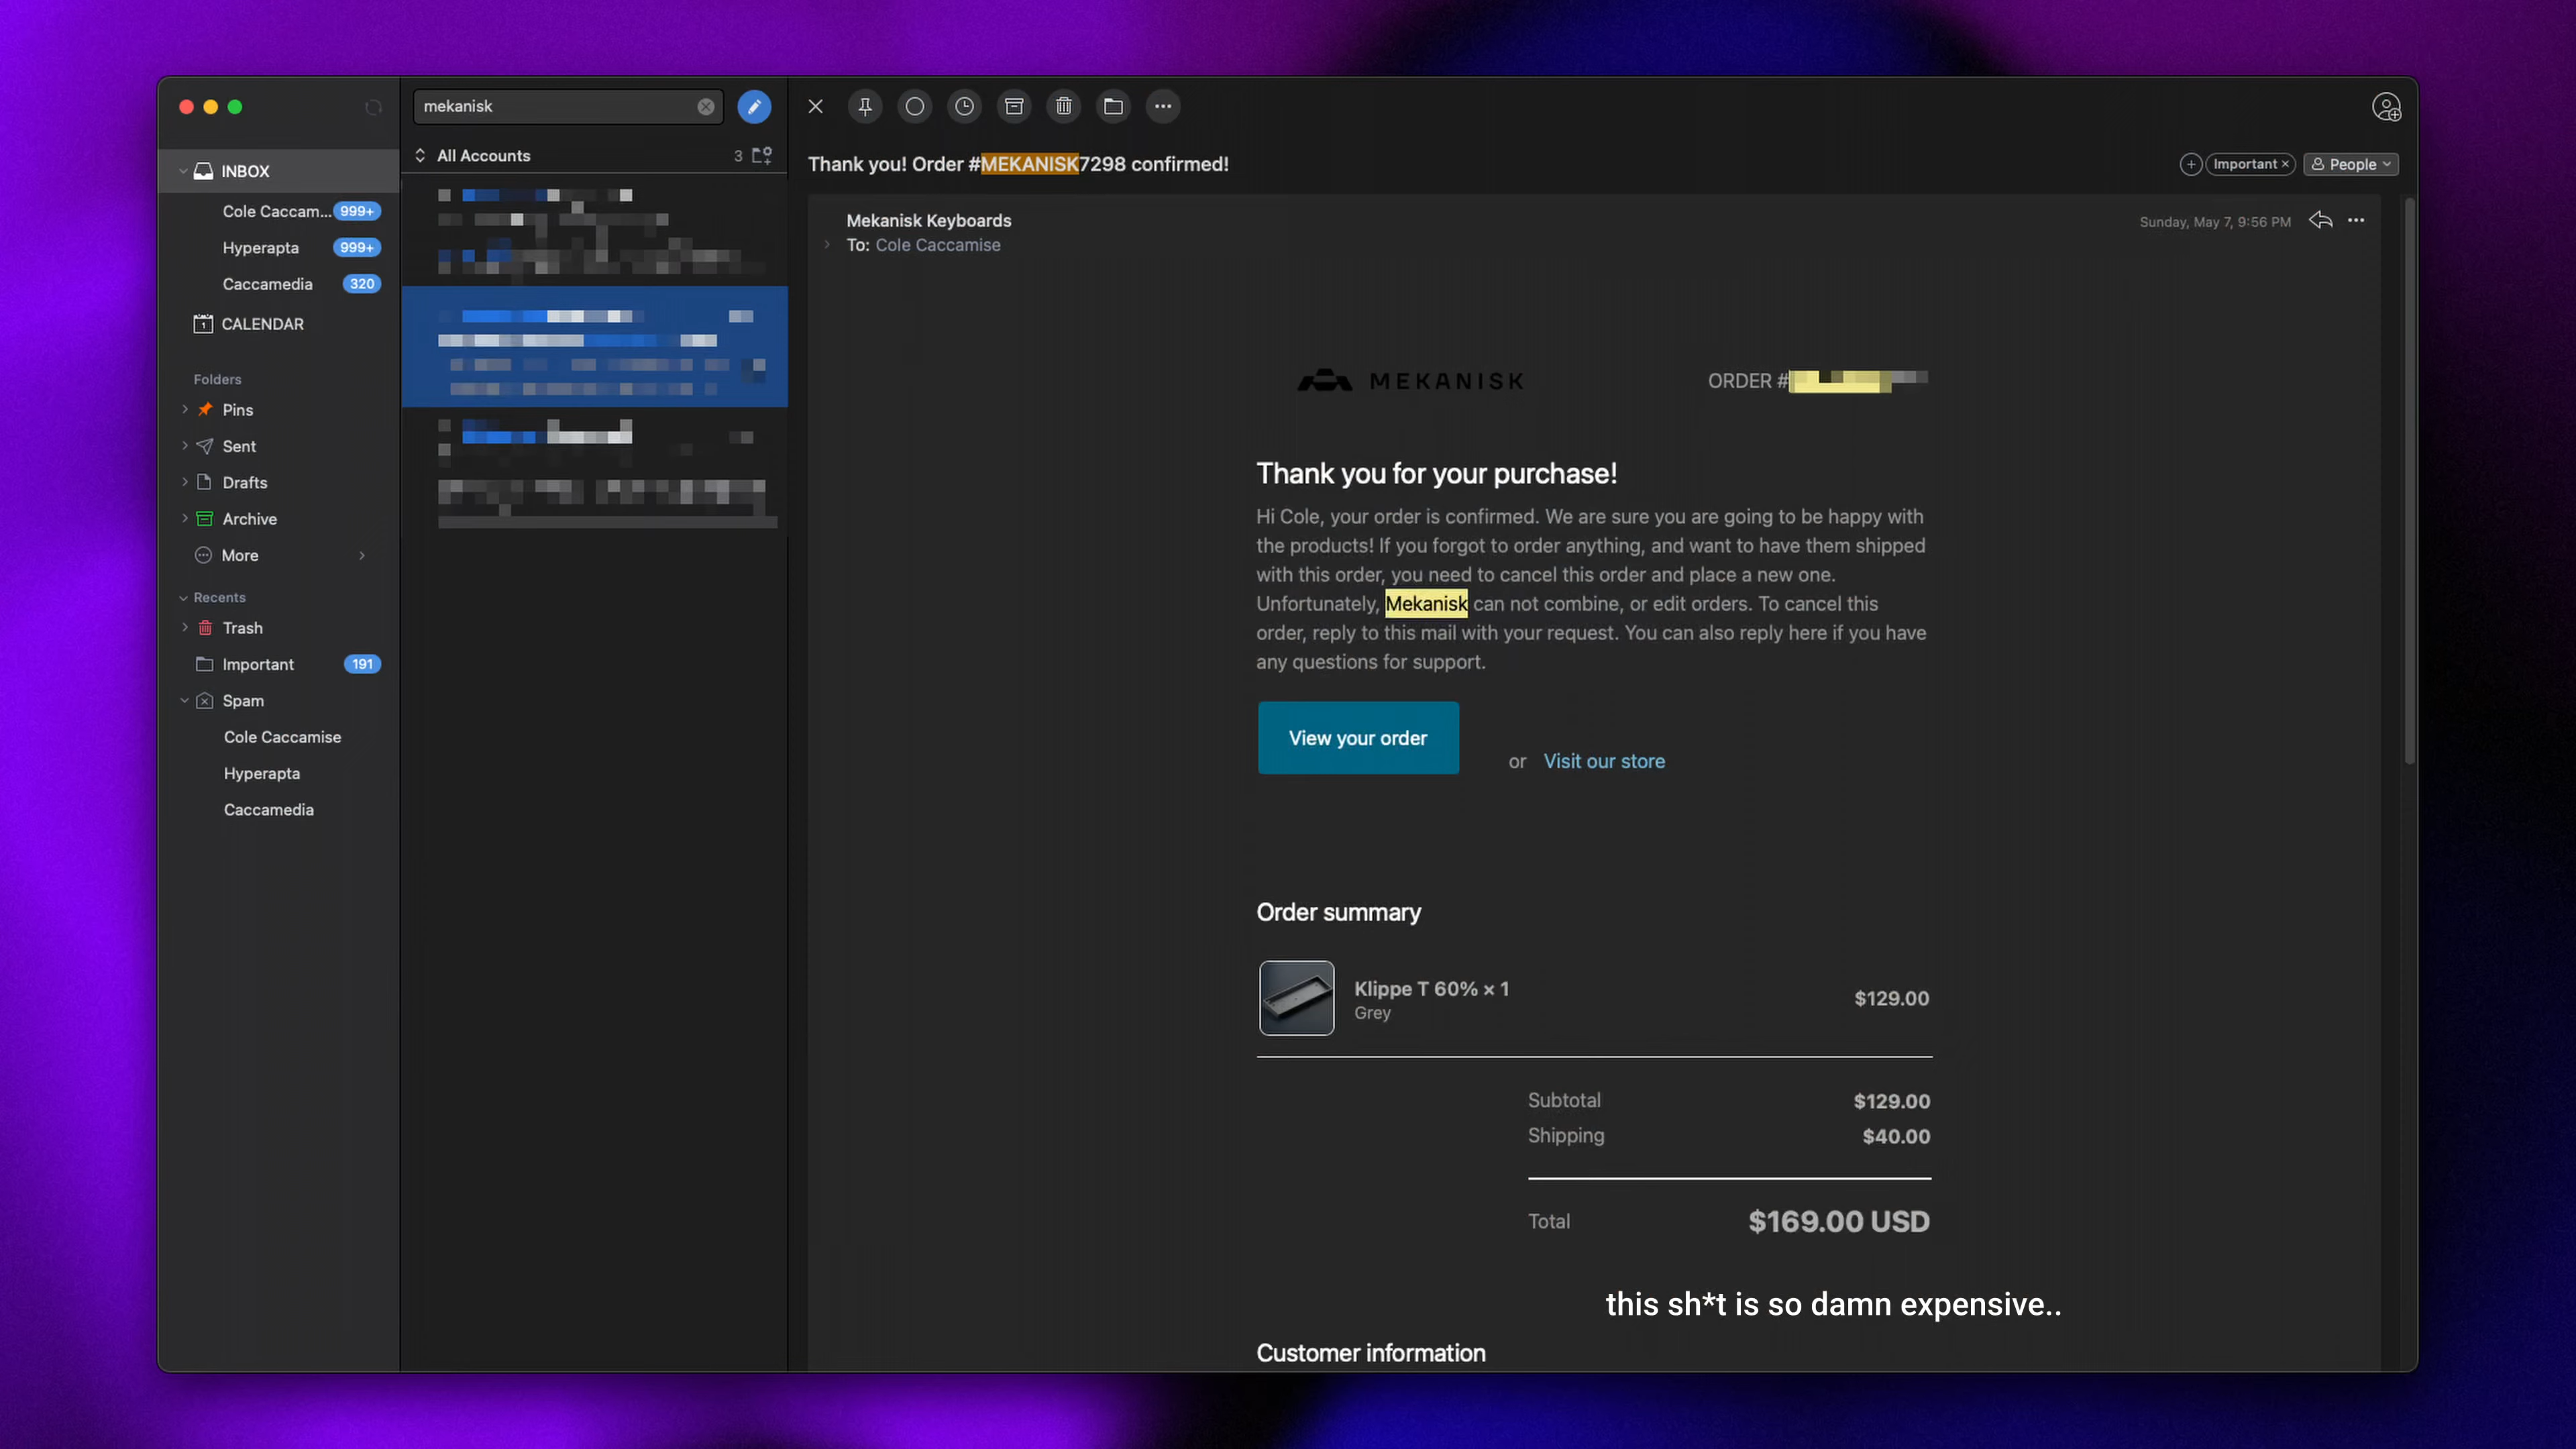 mekanisk
All Accounts
3
INBOX
Cole Caccam... 999+
Hyperapta 999+
Caccamedia 320
CALENDAR
Folders
Pins
Sent
Drafts
Archive
More
Recents
Trash
Important 191
Spam
Cole Caccamise
Hyperapta
Caccamedia
Thank you! Order #MEKANISK7298 confirmed!
Important ×
People
Mekanisk Keyboards
Sunday, May 7, 9:56 PM
To: Cole Caccamise
MEKANISK
ORDER #
Thank you for your purchase!
Hi Cole, your order is confirmed. We are sure you are going to be happy with
the products! If you forgot to order anything, and want to have them shipped
with this order, you need to cancel this order and place a new one.
Unfortunately, Mekanisk can not combine, or edit orders. To cancel this
order, reply to this mail with your request. You can also reply here if you have
any questions for support.
View your order
or Visit our store
Order summary
Klippe T 60% × 1
Grey
$129.00
Subtotal $129.00
Shipping $40.00
Total $169.00 USD
this sh*t is so damn expensive..
Customer information